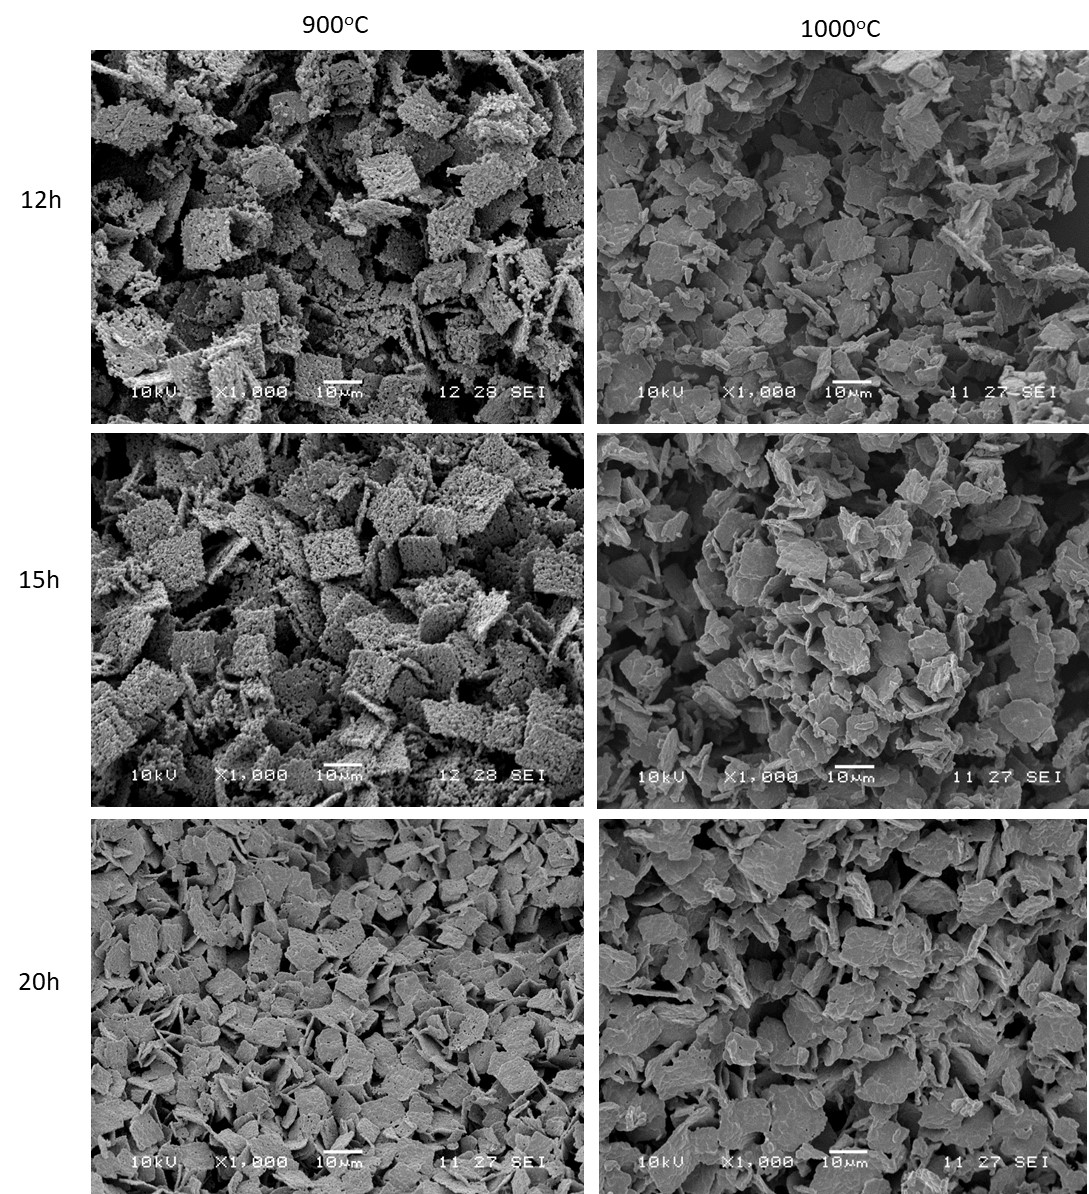 900°C 1000°C
12h
10kV X1,000 10µm 12 28 SEI
10kV X1,000 10µm 11 27 SEI
15h
10kV X1,000 10µm 12 28 SEI
10kV X1,000 10µm 11 27 SEI
20h
10kV X1,000 10µm 11 27 SEI
10kV X1,000 10µm 11 27 SEI